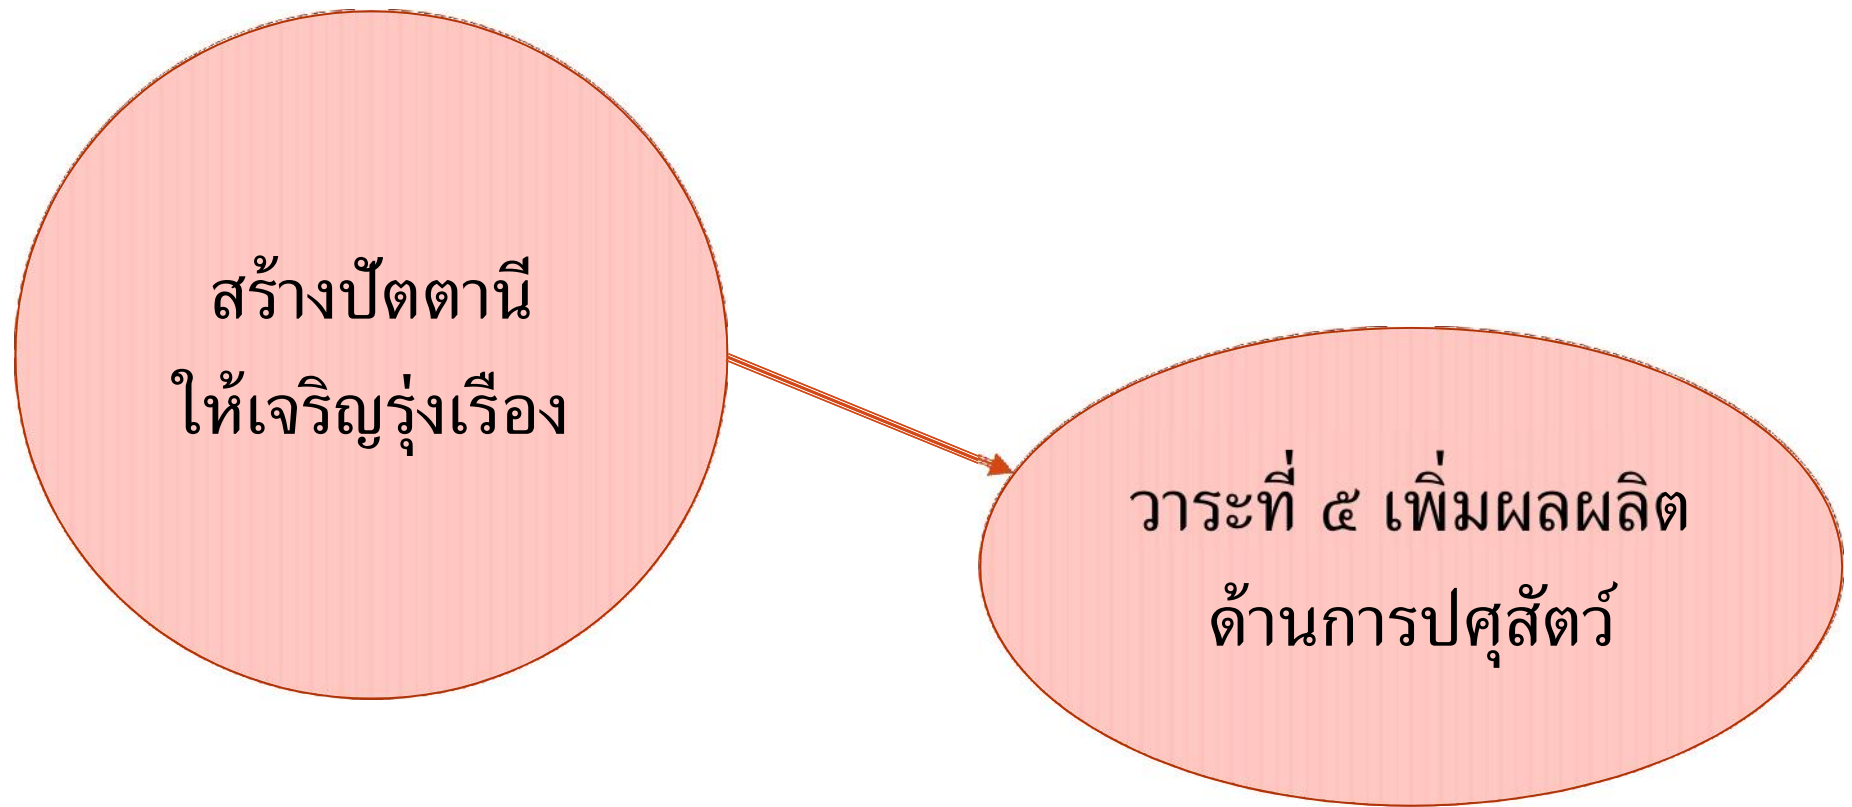 สร้างปัตตานี
ให้เจริญรุ่งเรือง
วาระที่ ๕ เพิ่มผลผลิต
ด้านการปศุสัตว์